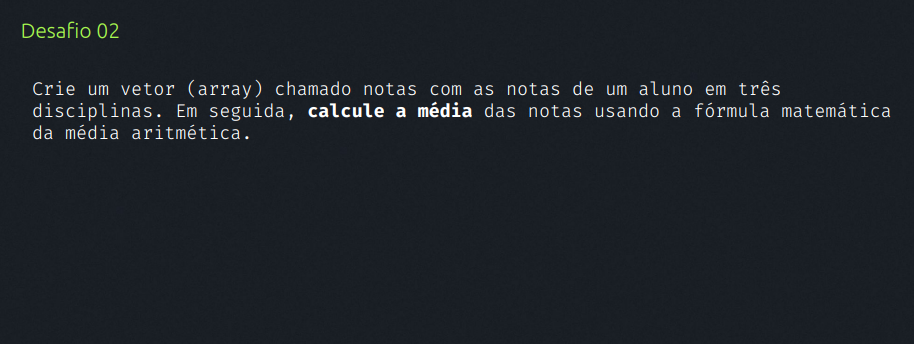 Desafio 02
Crie um vetor (array) chamado notas com as notas de um aluno em três
disciplinas. Em seguida, calcule a média das notas usando a fórmula matemática
da média aritmética.